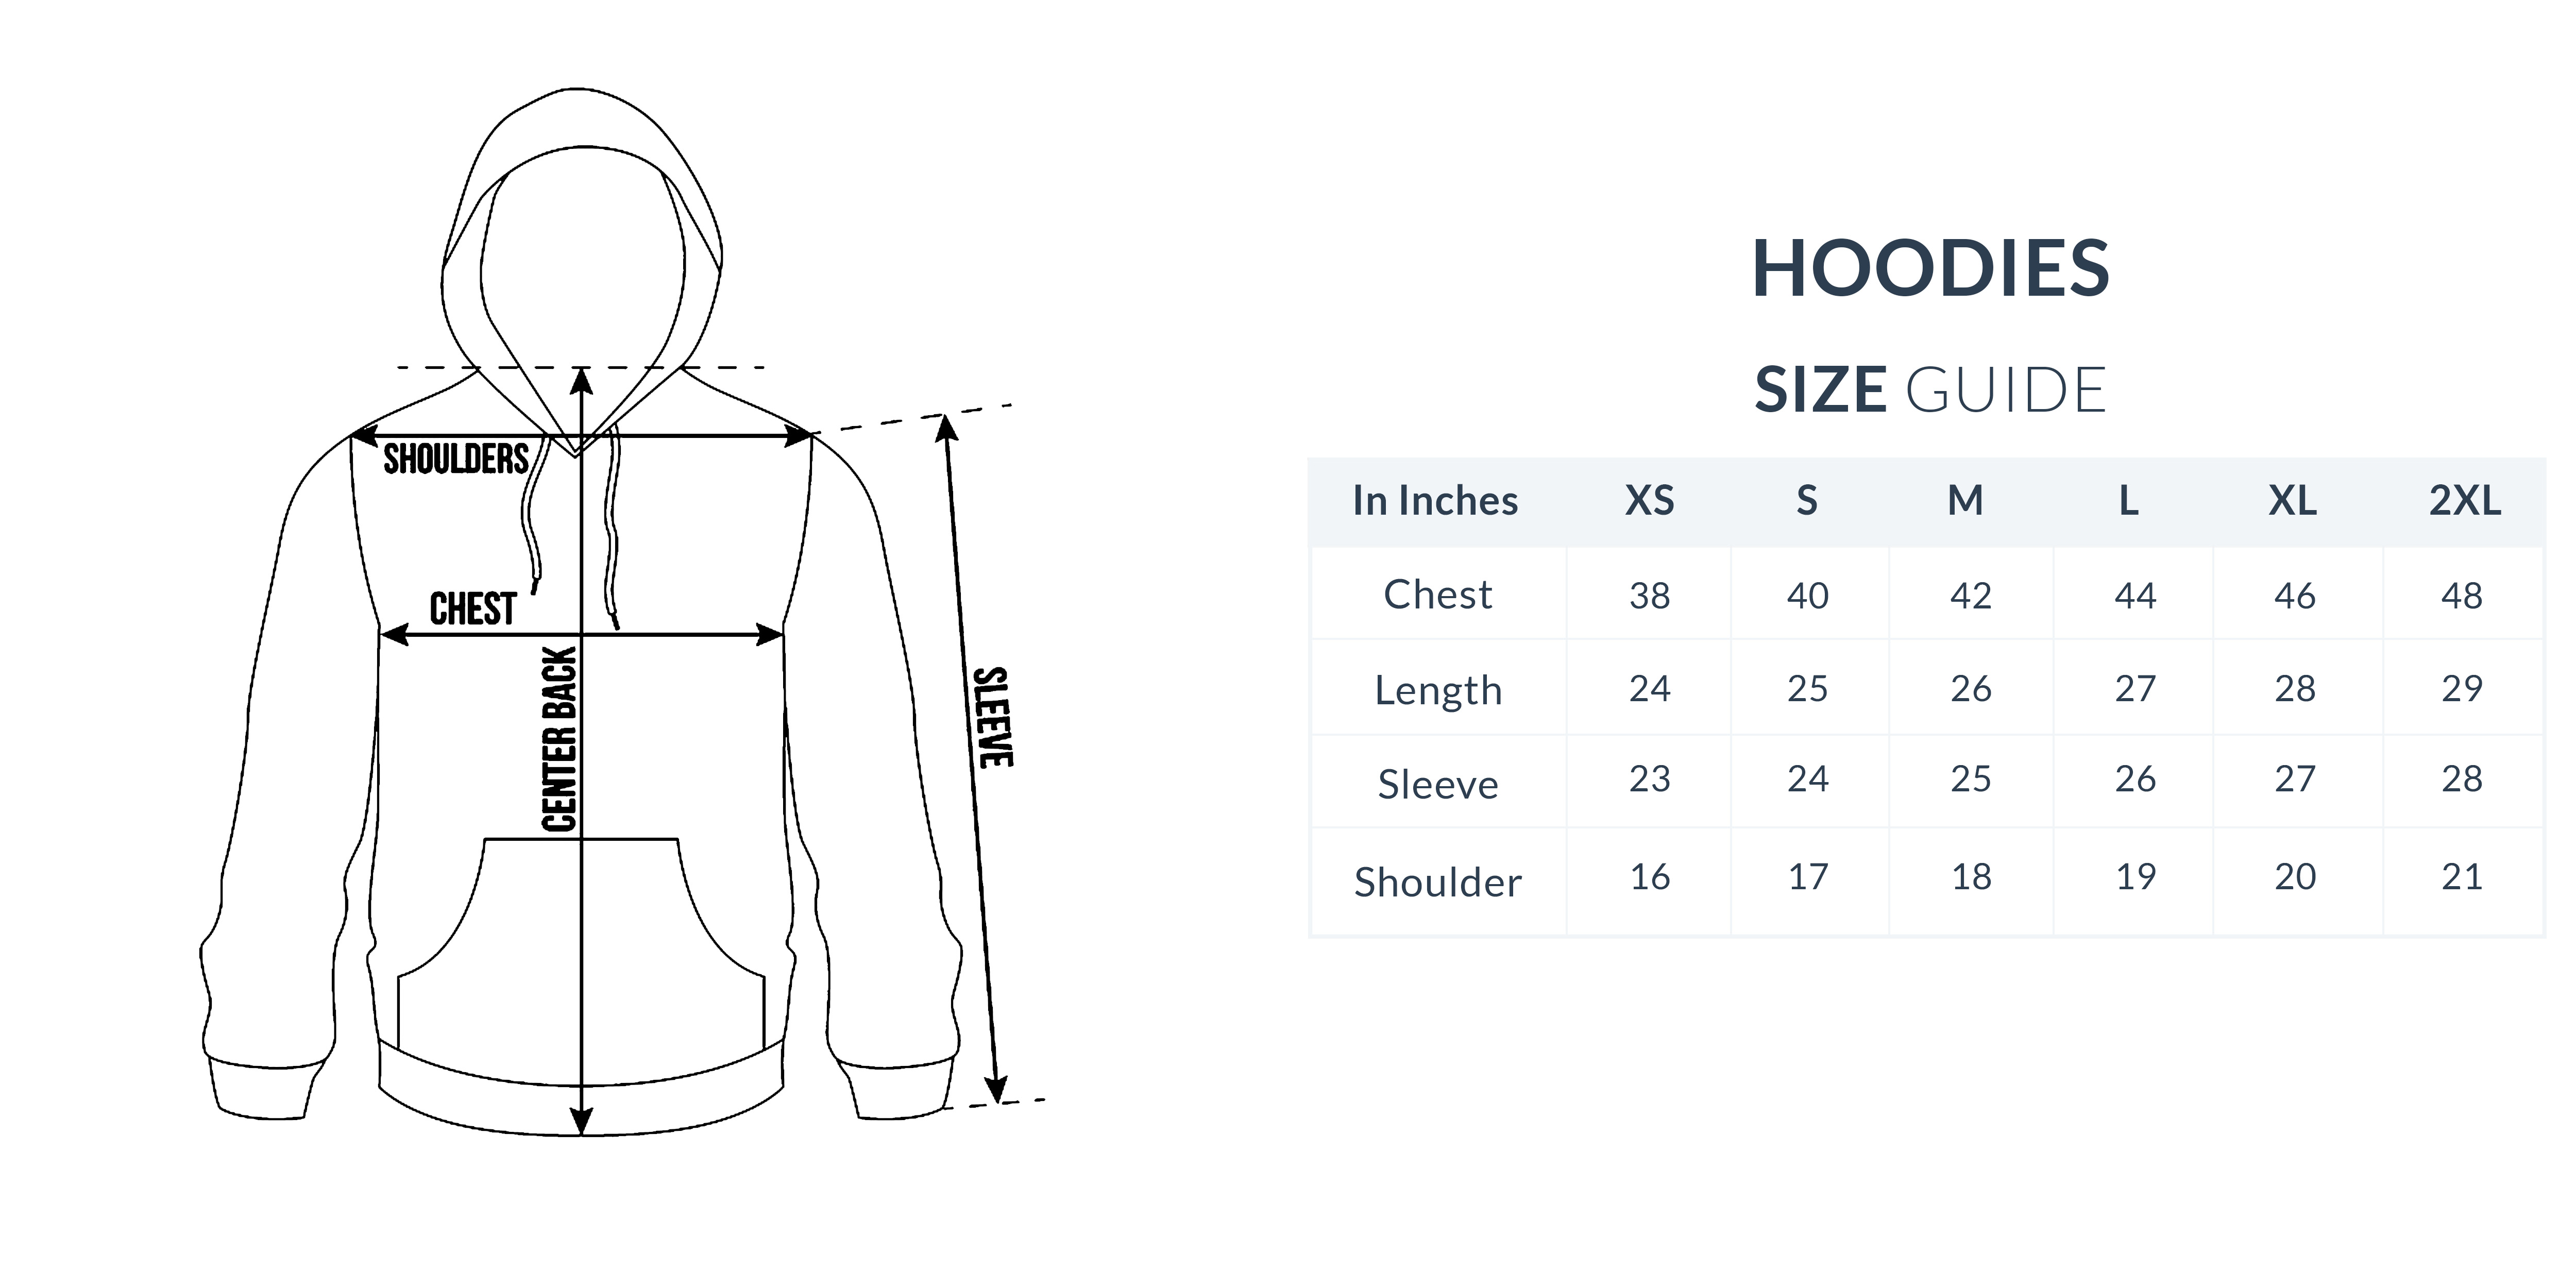 SHOULDERS
CHEST
CENTER BACK
SLEEVE
HOODIES
SIZE GUIDE
In Inches XS S M L XL 2XL
Chest 38 40 42 44 46 48
Length 24 25 26 27 28 29
Sleeve 23 24 25 26 27 28
Shoulder 16 17 18 19 20 21